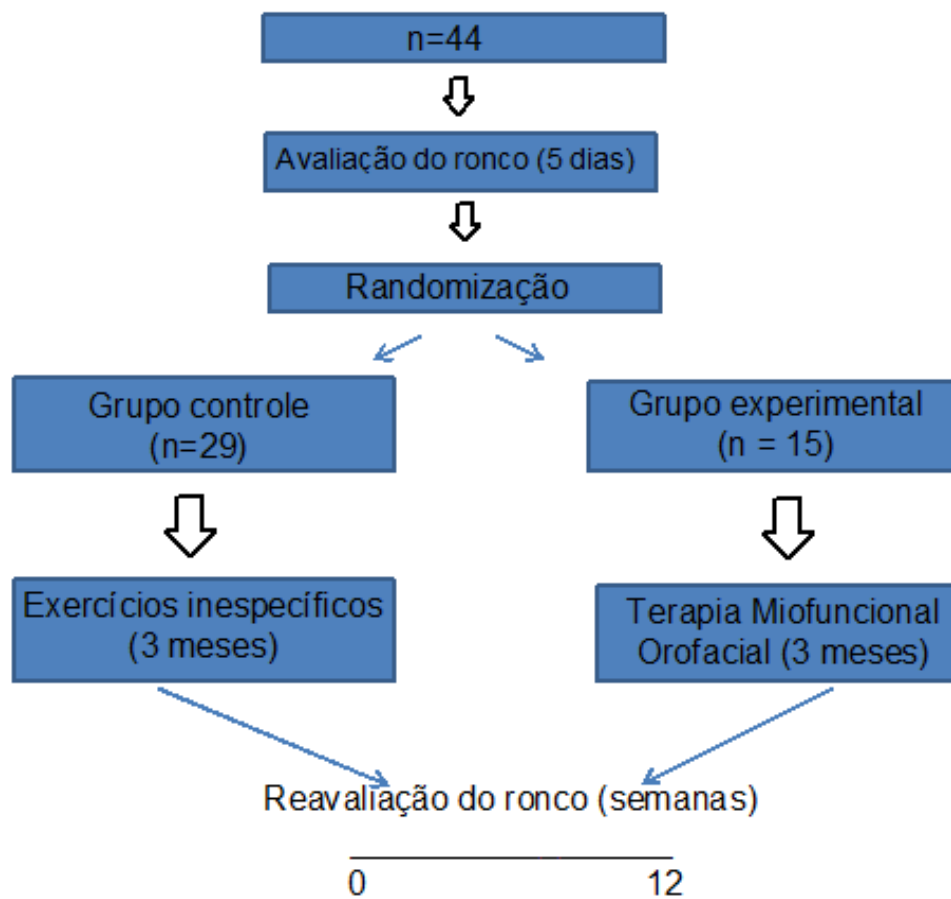 n=44
Avaliação do ronco (5 dias)
Randomização
Grupo controle
(n=29)
Grupo experimental
(n = 15)
Exercícios inespecíficos
(3 meses)
Terapia Miofuncional
Orofacial (3 meses)
Reavaliação do ronco (semanas)
0 12